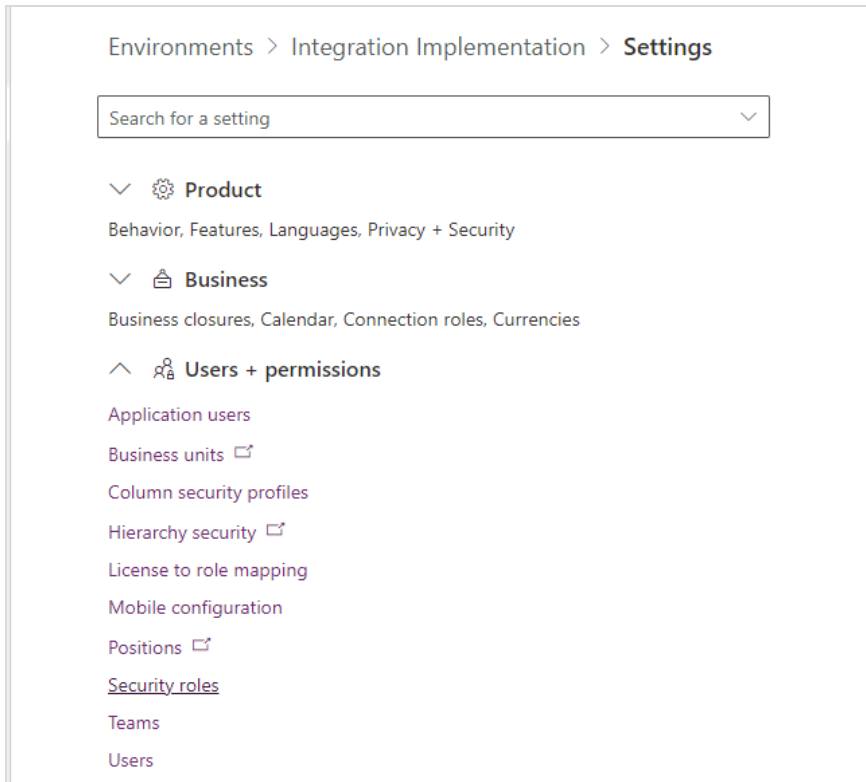 Environments > Integration Implementation > Settings
Search for a setting
Product
Behavior, Features, Languages, Privacy + Security
Business
Business closures, Calendar, Connection roles, Currencies
Users + permissions
Application users
Business units
Column security profiles
Hierarchy security
License to role mapping
Mobile configuration
Positions
Security roles
Teams
Users